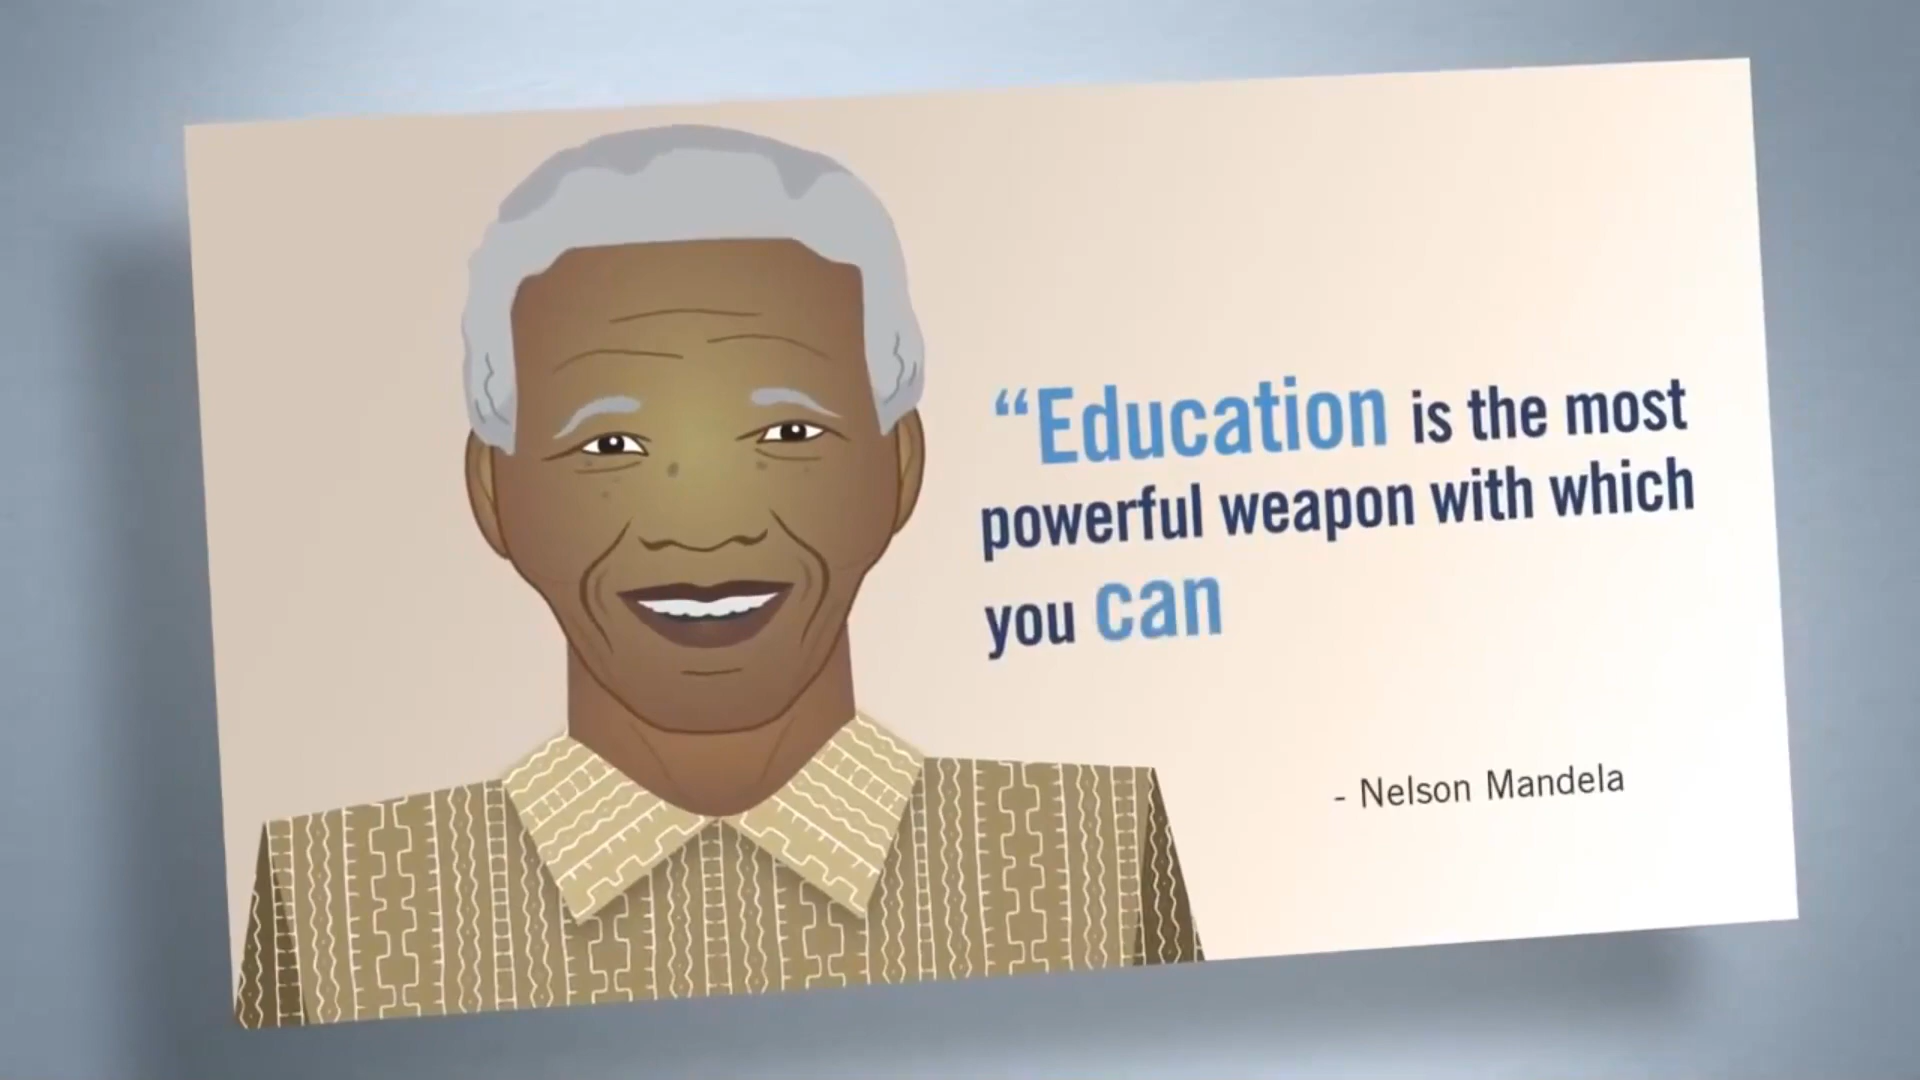 “Education is the most
powerful weapon with which
you can
- Nelson Mandela